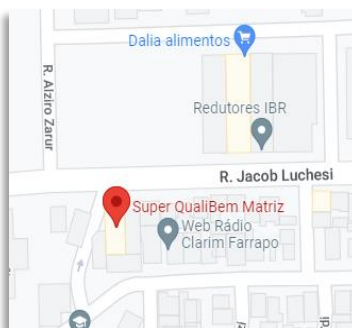 Dalia alimentos
R. Alziro Zarur
Redutores IBR
R. Jacob Luchesi
Super QualiBem Matriz
Web Rádio
Clarim Farrapo